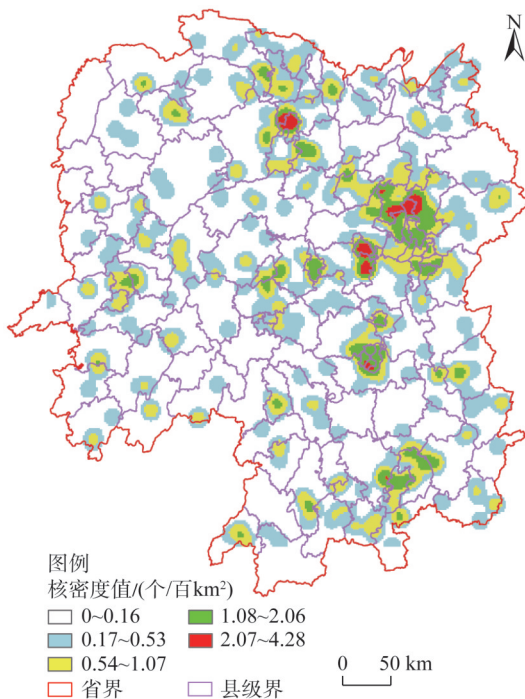 N
图例
核密度值/(个/百km²)
0~0.16 1.08~2.06
0.17~0.53 2.07~4.28
0.54~1.07
省界 县级界
0 50 km